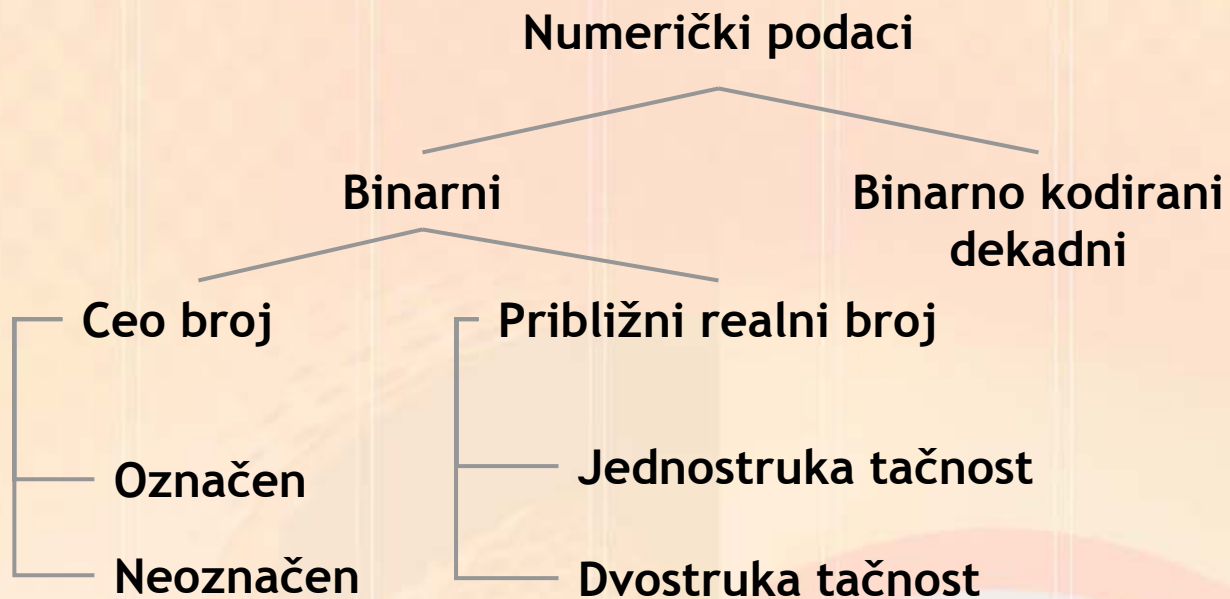 Numerički podaci
Binarni
Binarno kodirani
dekadni
Ceo broj
Približni realni broj
Označen
Jednostruka tačnost
Neoznačen
Dvostruka tačnost